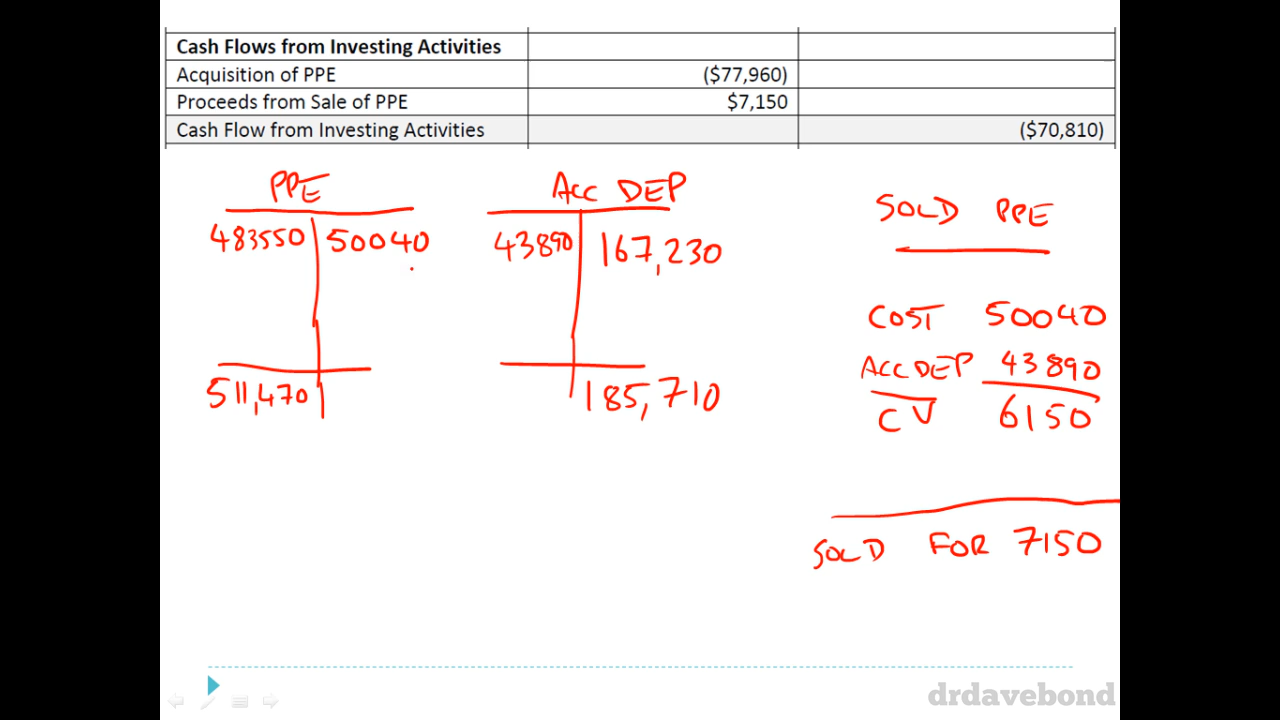 Cash Flows from Investing Activities
Acquisition of PPE ($77,960)
Proceeds from Sale of PPE $7,150
Cash Flow from Investing Activities ($70,810)
PPE
483550 50040
511,470
ACC DEP
43890 167,230
185,710
SOLD PPE
COST 50040
ACC DEP 43890
CV 6150
SOLD FOR 7150
drdavebond